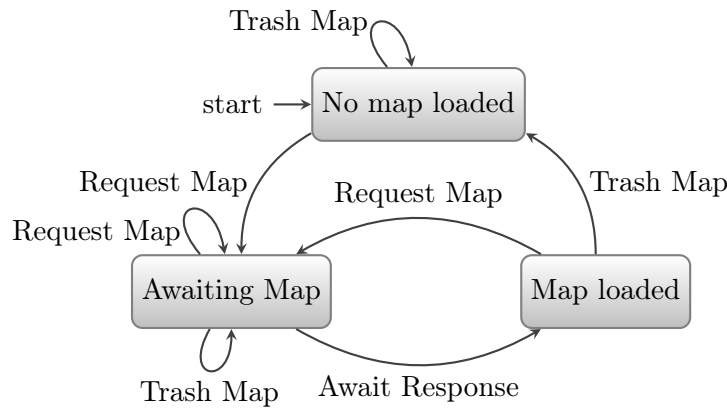 Trash Map
start
No map loaded
Request Map
Trash Map
Request Map
Request Map
Awaiting Map
Map loaded
Trash Map
Await Response